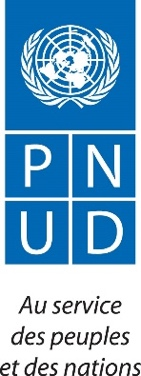 P N
U D
Au service
des peuples
et des nations